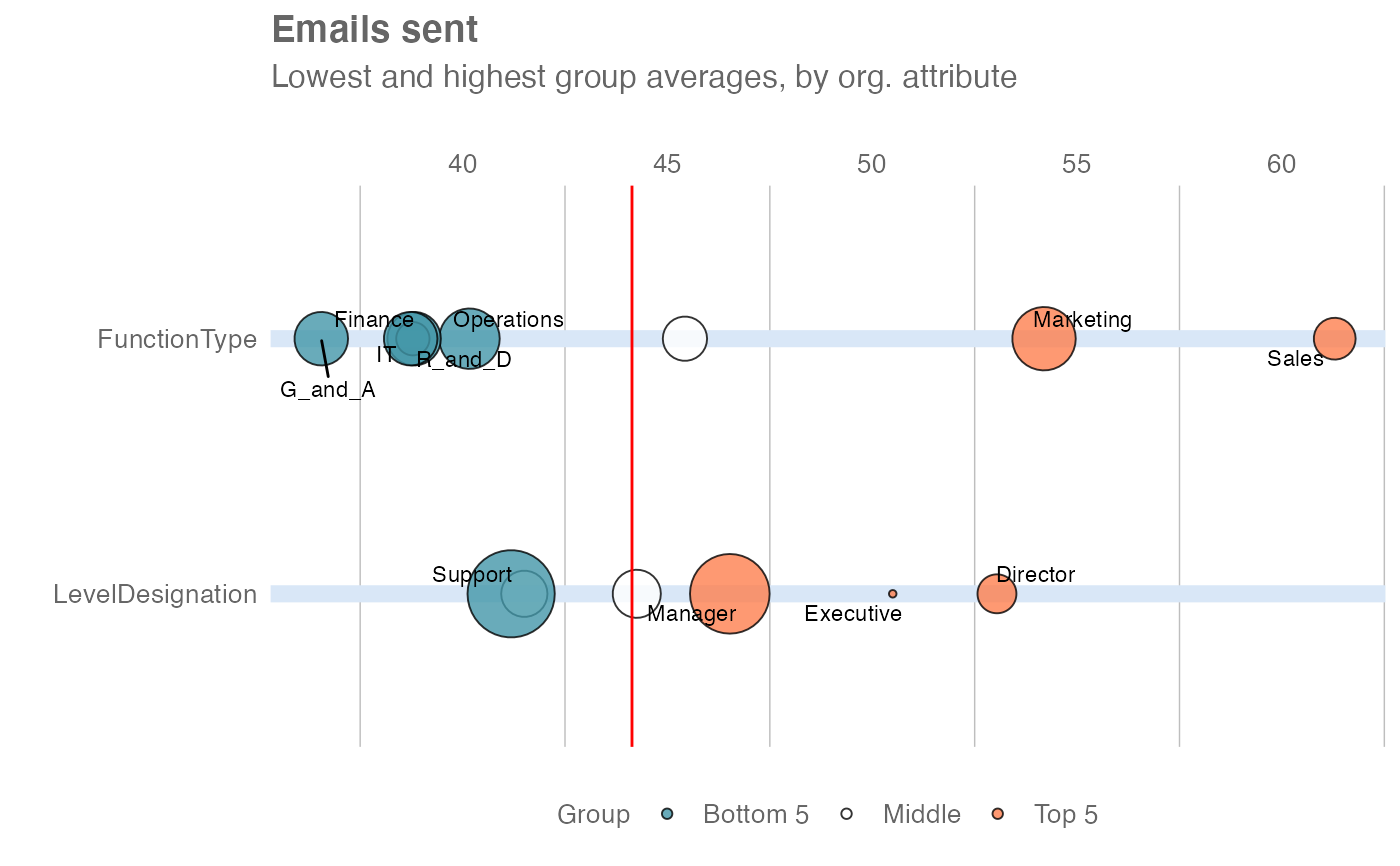 Emails sent
Lowest and highest group averages, by org. attribute
40 45 50 55 60
Finance Operations Marketing
FunctionType
IT R_and_D Sales
G_and_A
Support Director
LevelDesignation
Manager Executive
Group Bottom 5 Middle Top 5